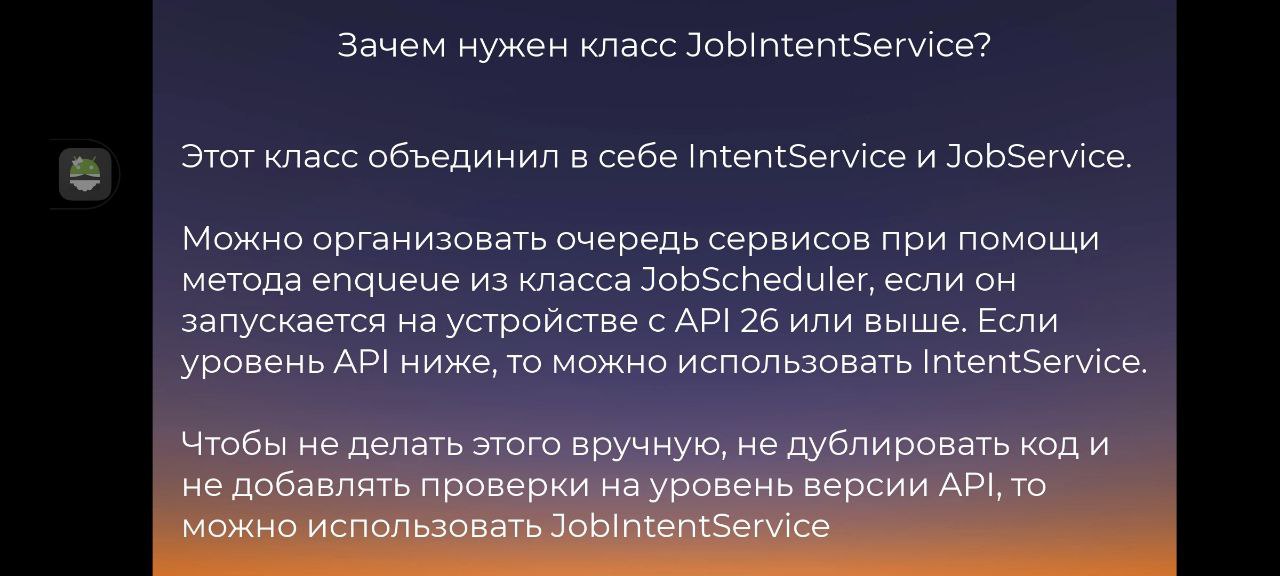 Зачем нужен класс JobIntentService?
Этот класс объединил в себе IntentService и JobService.
Можно организовать очередь сервисов при помощи
метода enqueue из класса JobScheduler, если он
запускается на устройстве с API 26 или выше. Если
уровень API ниже, то можно использовать IntentService.
Чтобы не делать этого вручную, не дублировать код и
не добавлять проверки на уровень версии API, то
можно использовать JobIntentService